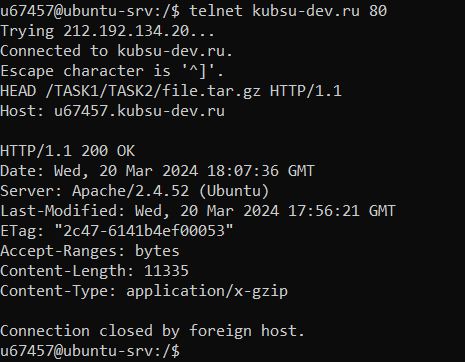 u67457@ubuntu-srv:/$ telnet kubsu-dev.ru 80
Trying 212.192.134.20...
Connected to kubsu-dev.ru.
Escape character is '^]'.
HEAD /TASK1/TASK2/file.tar.gz HTTP/1.1
Host: u67457.kubsu-dev.ru

HTTP/1.1 200 OK
Date: Wed, 20 Mar 2024 18:07:36 GMT
Server: Apache/2.4.52 (Ubuntu)
Last-Modified: Wed, 20 Mar 2024 17:56:21 GMT
ETag: "2c47-6141b4ef00053"
Accept-Ranges: bytes
Content-Length: 11335
Content-Type: application/x-gzip

Connection closed by foreign host.
u67457@ubuntu-srv:/$